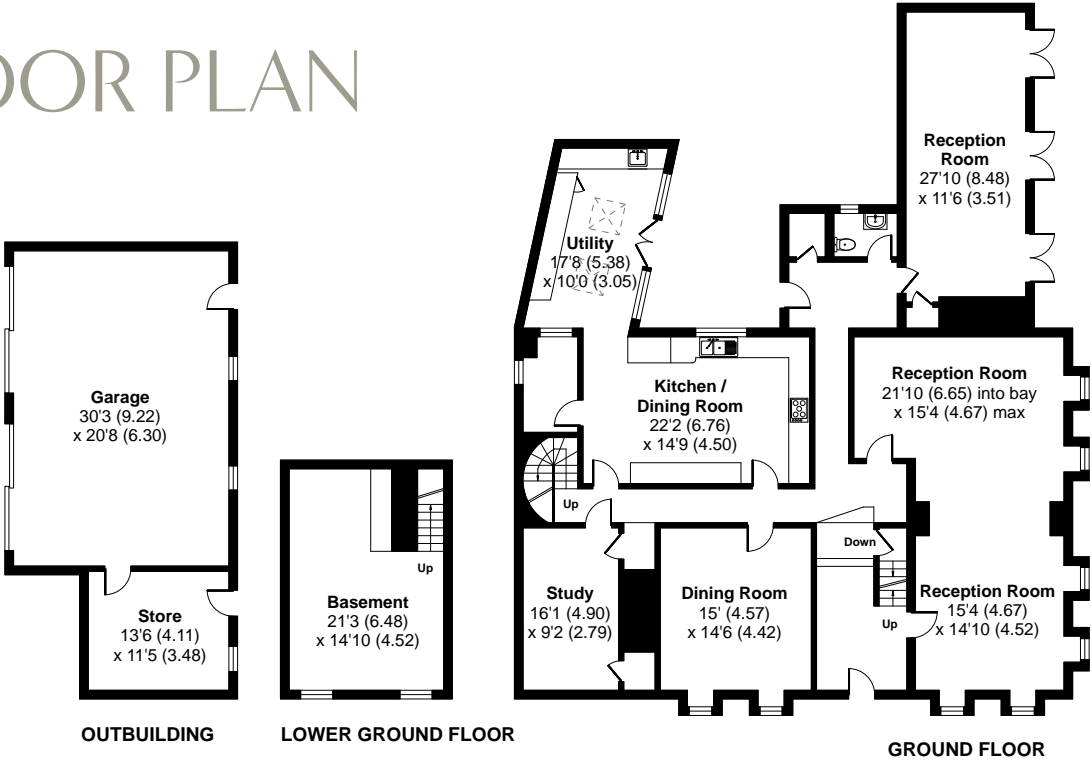 OOR PLAN
Reception
Room
27'10 (8.48)
x 11'6 (3.51)
Utility
17'8 (5.38)
x 10'0 (3.05)
Garage
30'3 (9.22)
x 20'8 (6.30)
Kitchen /
Dining Room
22'2 (6.76)
x 14'9 (4.50)
Reception Room
21'10 (6.65) into bay
x 15'4 (4.67) max
Up
Down
Up
Basement
21'3 (6.48)
x 14'10 (4.52)
Store
13'6 (4.11)
x 11'5 (3.48)
Study
16'1 (4.90)
x 9'2 (2.79)
Dining Room
15' (4.57)
x 14'6 (4.42)
Up
Reception Room
15'4 (4.67)
x 14'10 (4.52)
OUTBUILDING
LOWER GROUND FLOOR
GROUND FLOOR